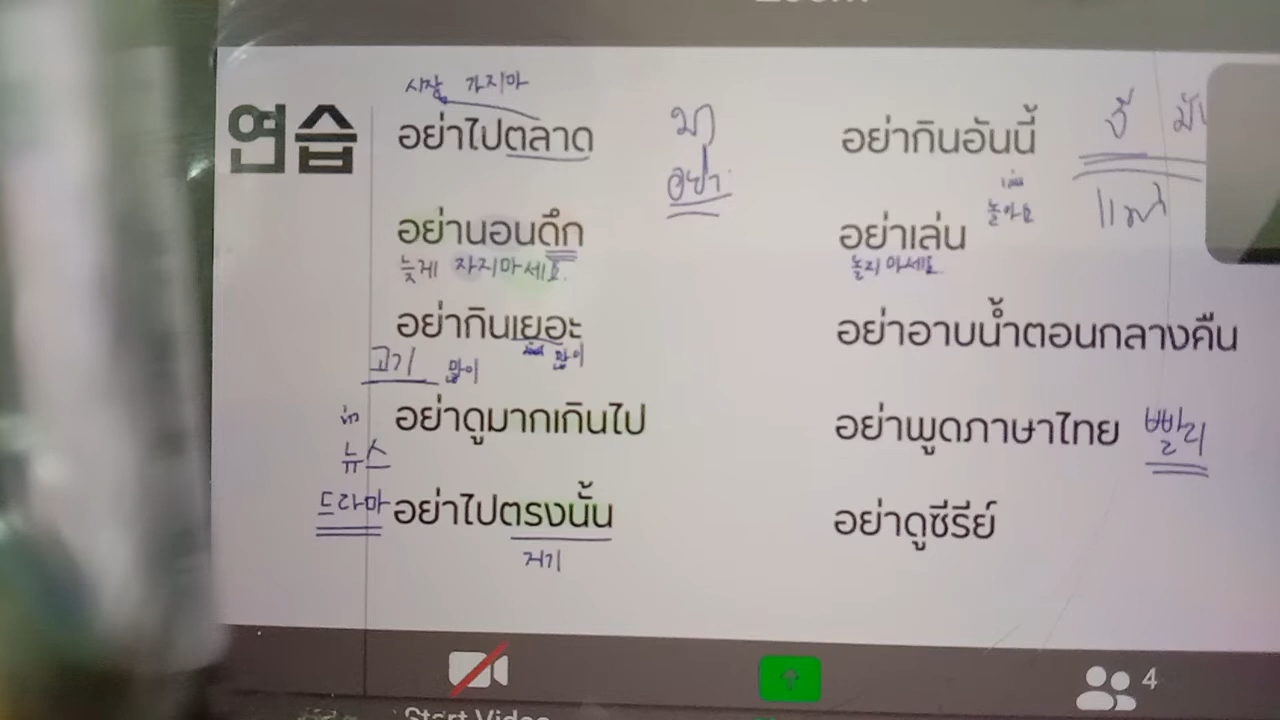 연습
시장 가지마
อย่าไปตลาด
อย่านอนดึก
늦게 자지마세요.
อย่ากินเยอะ
많이
고기 많이
อย่าดูมากเกินไป
뉴스
드라마
อย่าไปตรงนั้น
저기
มา
อย่า
อย่ากินอันนี้
เล่น
놀아요
อย่าเล่น
놀지마세요
อย่าอาบน้ำตอนกลางคืน
อย่าพูดภาษาไทย
빨리
อย่าดูซีรีย์
4
Start Video